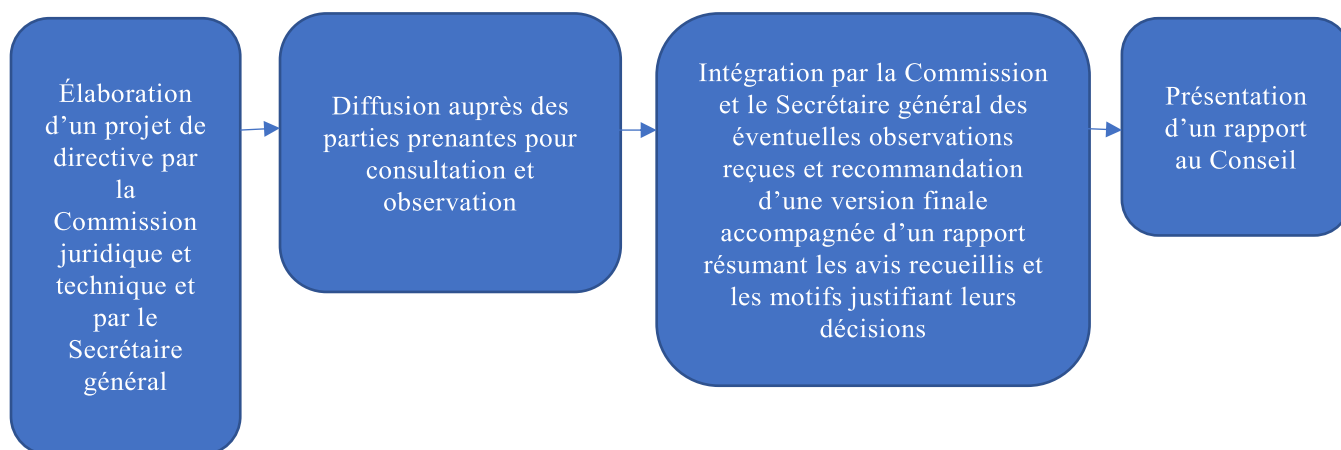 Élaboration
d’un projet de
directive par
la
Commission
juridique et
technique et
par le
Secrétaire
général
Diffusion auprès des
parties prenantes pour
consultation et
observation
Intégration par la Commission
et le Secrétaire général des
éventuelles observations
reçues et recommandation
d’une version finale
accompagnée d’un rapport
résumant les avis recueillis et
les motifs justifiant leurs
décisions
Présentation
d’un rapport
au Conseil